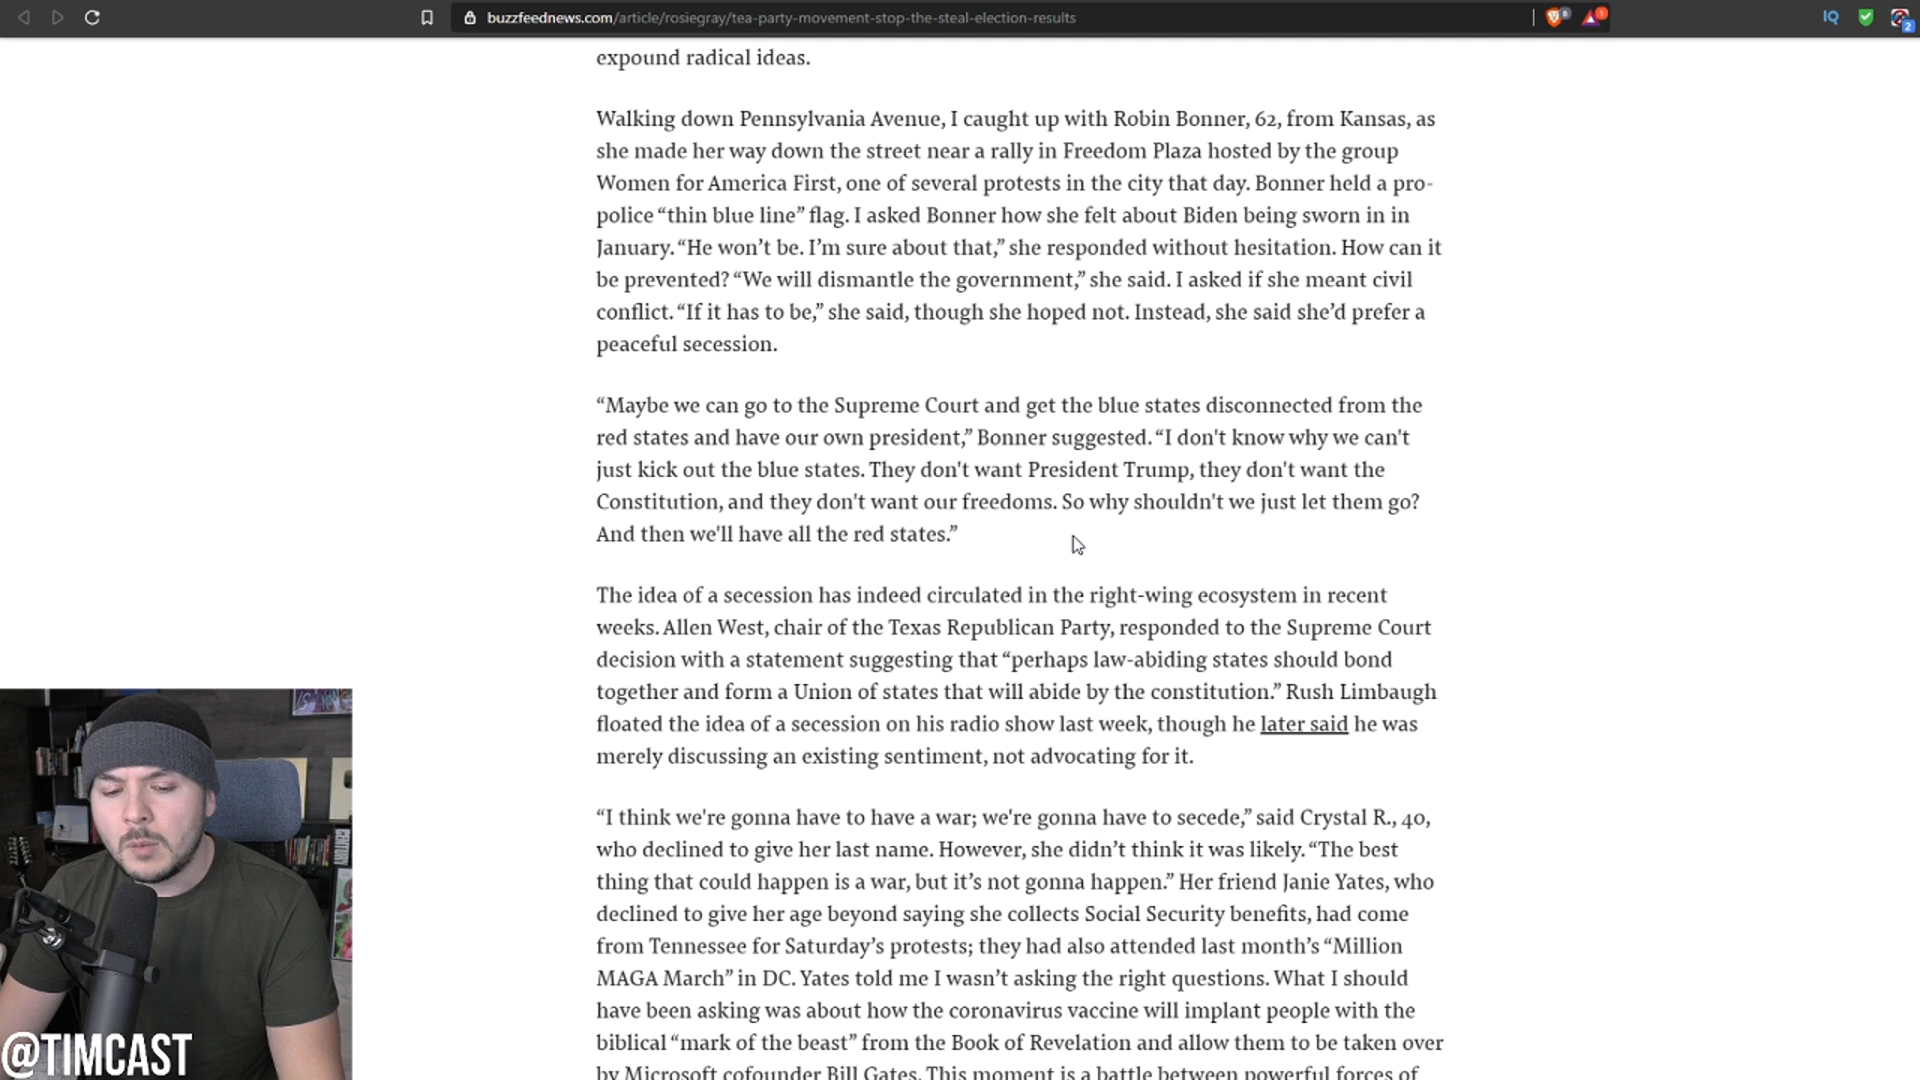 buzzfeednews.com/article/rosiegray/tea-party-movement-stop-the-steal-election-results
IQ
2
expound radical ideas.
Walking down Pennsylvania Avenue, I caught up with Robin Bonner, 62, from Kansas, as
she made her way down the street near a rally in Freedom Plaza hosted by the group
Women for America First, one of several protests in the city that day. Bonner held a pro-
police “thin blue line” flag. I asked Bonner how she felt about Biden being sworn in in
January. “He won’t be. I’m sure about that,” she responded without hesitation. How can it
be prevented? “We will dismantle the government,” she said. I asked if she meant civil
conflict. “If it has to be,” she said, though she hoped not. Instead, she said she’d prefer a
peaceful secession.
“Maybe we can go to the Supreme Court and get the blue states disconnected from the
red states and have our own president,” Bonner suggested. “I don't know why we can't
just kick out the blue states. They don't want President Trump, they don't want the
Constitution, and they don't want our freedoms. So why shouldn't we just let them go?
And then we'll have all the red states.”
The idea of a secession has indeed circulated in the right-wing ecosystem in recent
weeks. Allen West, chair of the Texas Republican Party, responded to the Supreme Court
decision with a statement suggesting that “perhaps law-abiding states should bond
together and form a Union of states that will abide by the constitution.” Rush Limbaugh
floated the idea of a secession on his radio show last week, though he later said he was
merely discussing an existing sentiment, not advocating for it.
“I think we're gonna have to have a war; we're gonna have to secede,” said Crystal R., 40,
who declined to give her last name. However, she didn’t think it was likely. “The best
thing that could happen is a war, but it’s not gonna happen.” Her friend Janie Yates, who
declined to give her age beyond saying she collects Social Security benefits, had come
from Tennessee for Saturday’s protests; they had also attended last month’s “Million
MAGA March” in DC. Yates told me I wasn’t asking the right questions. What I should
have been asking was about how the coronavirus vaccine will implant people with the
biblical “mark of the beast” from the Book of Revelation and allow them to be taken over
by Microsoft cofounder Bill Gates. This moment is a battle between powerful forces of
@TIMCAST